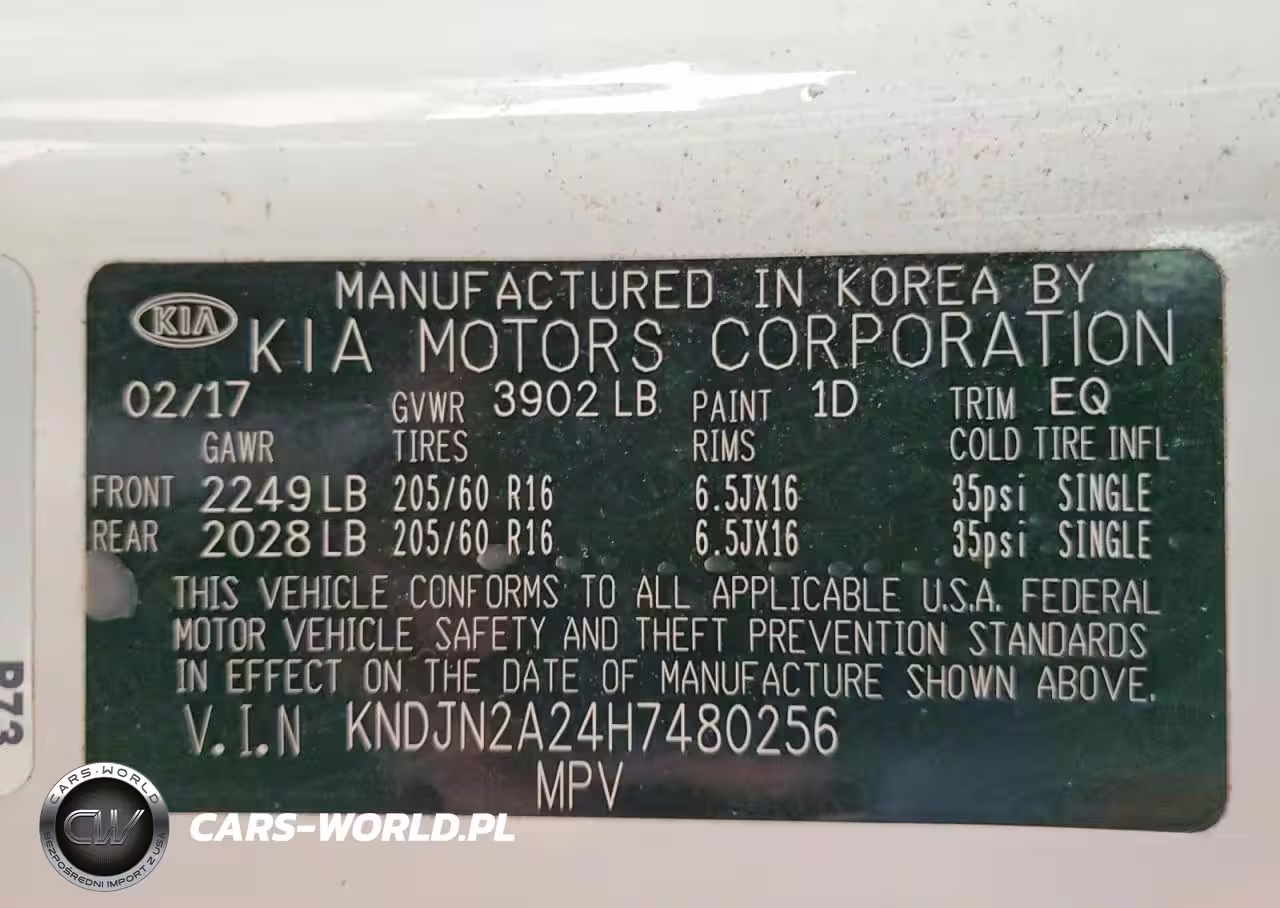 MANUFACTURED IN KOREA BY
KIA KIA MOTORS CORPORATION
02/17 GVWR 3902 LB PAINT 1D TRIM EQ
GAWR TIRES RIMS COLD TIRE INFL
FRONT 2249 LB 205/60 R16 6.5JX16 35psi SINGLE
REAR 2028 LB 205/60 R16 6.5JX16 35psi SINGLE
THIS VEHICLE CONFORMS TO ALL APPLICABLE U.S.A. FEDERAL
MOTOR VEHICLE SAFETY AND THEFT PREVENTION STANDARDS
IN EFFECT ON THE DATE OF MANUFACTURE SHOWN ABOVE.
V.I.N KNDJN2A24H7480256
MPV
CARS-WORLD
CW
BEZPOŚREDNI IMPORT Z USA
CARS-WORLD.PL